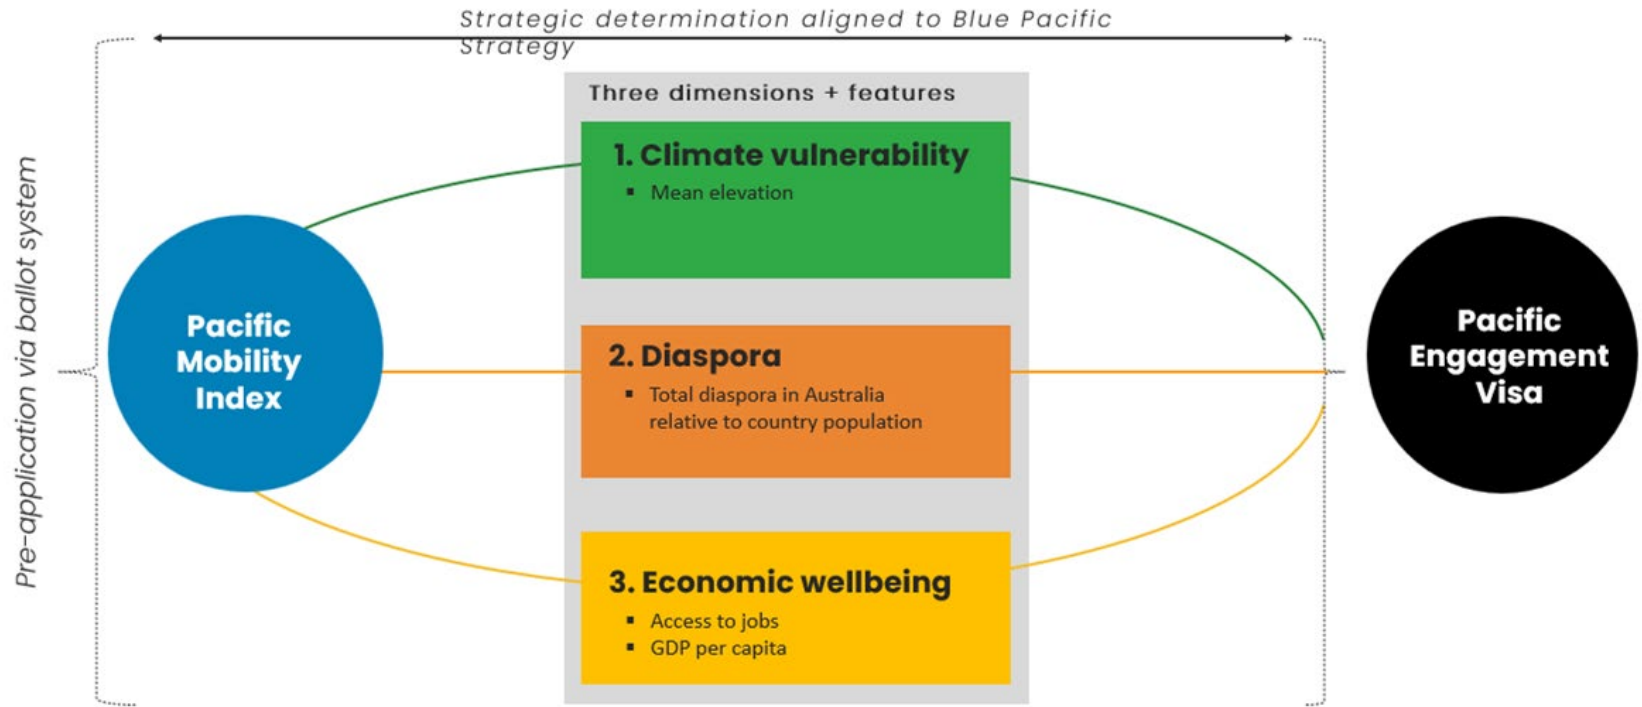 Strategic determination aligned to Blue Pacific
Strategy
Pre-application via ballot system
Three dimensions + features
1. Climate vulnerability
▪ Mean elevation
Pacific
Mobility
Index
2. Diaspora
▪ Total diaspora in Australia
relative to country population
3. Economic wellbeing
▪ Access to jobs
▪ GDP per capita
Pacific
Engagement
Visa